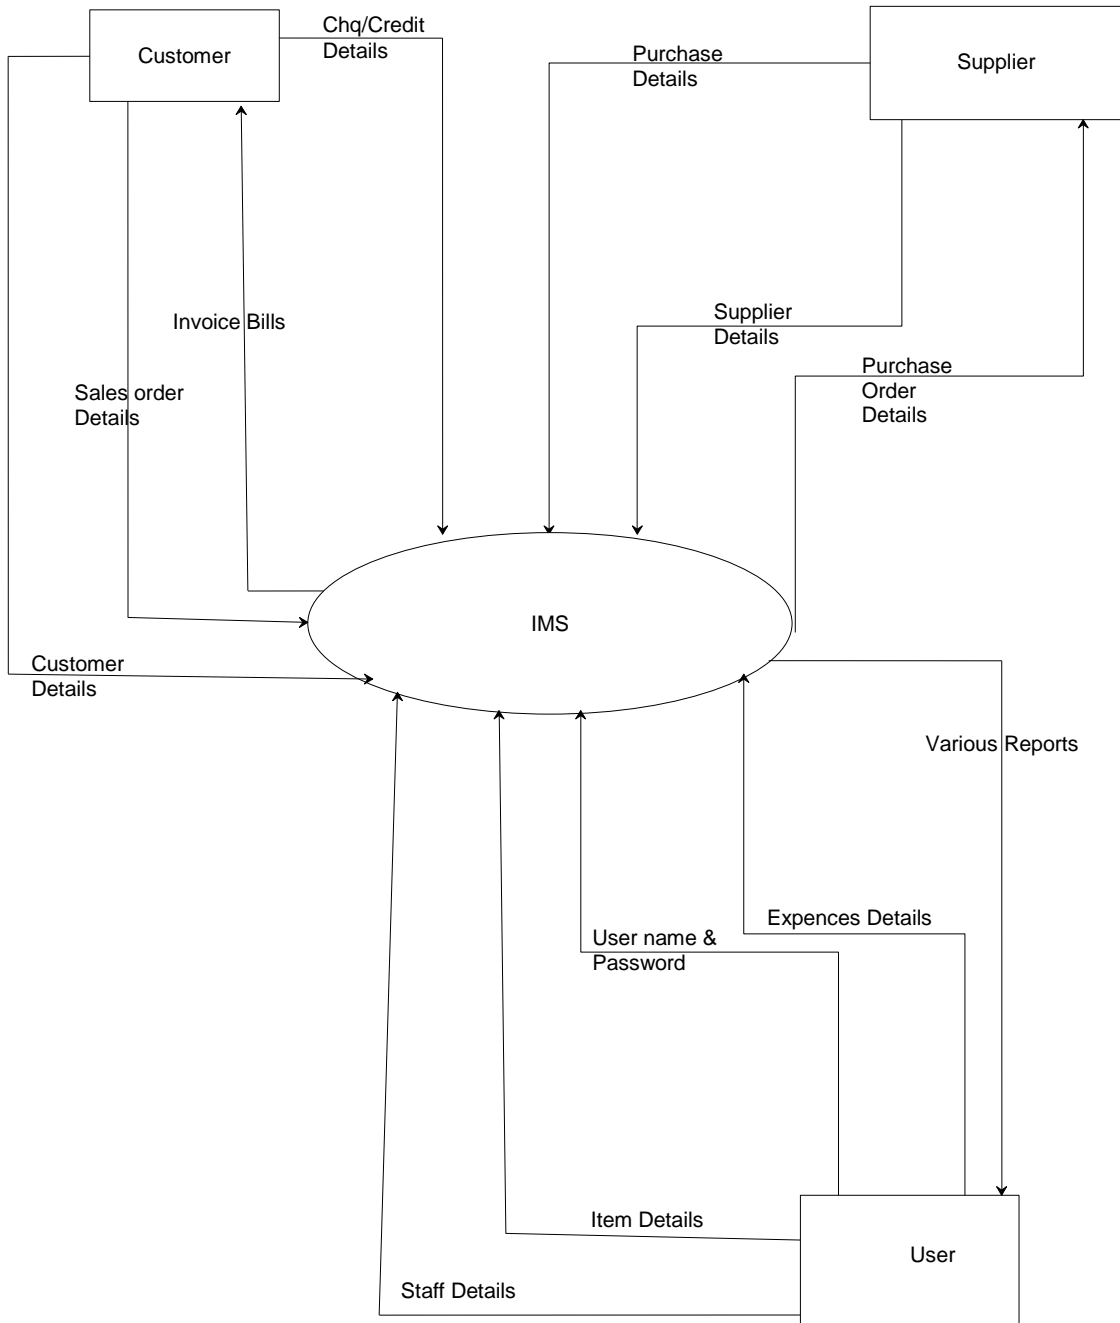 Chq/Credit
Details
Customer
Purchase
Details
Supplier
Invoice Bills
Supplier
Details
Purchase
Order
Details
Sales order
Details
IMS
Customer
Details
Various Reports
Expences Details
User name &
Password
Item Details
User
Staff Details